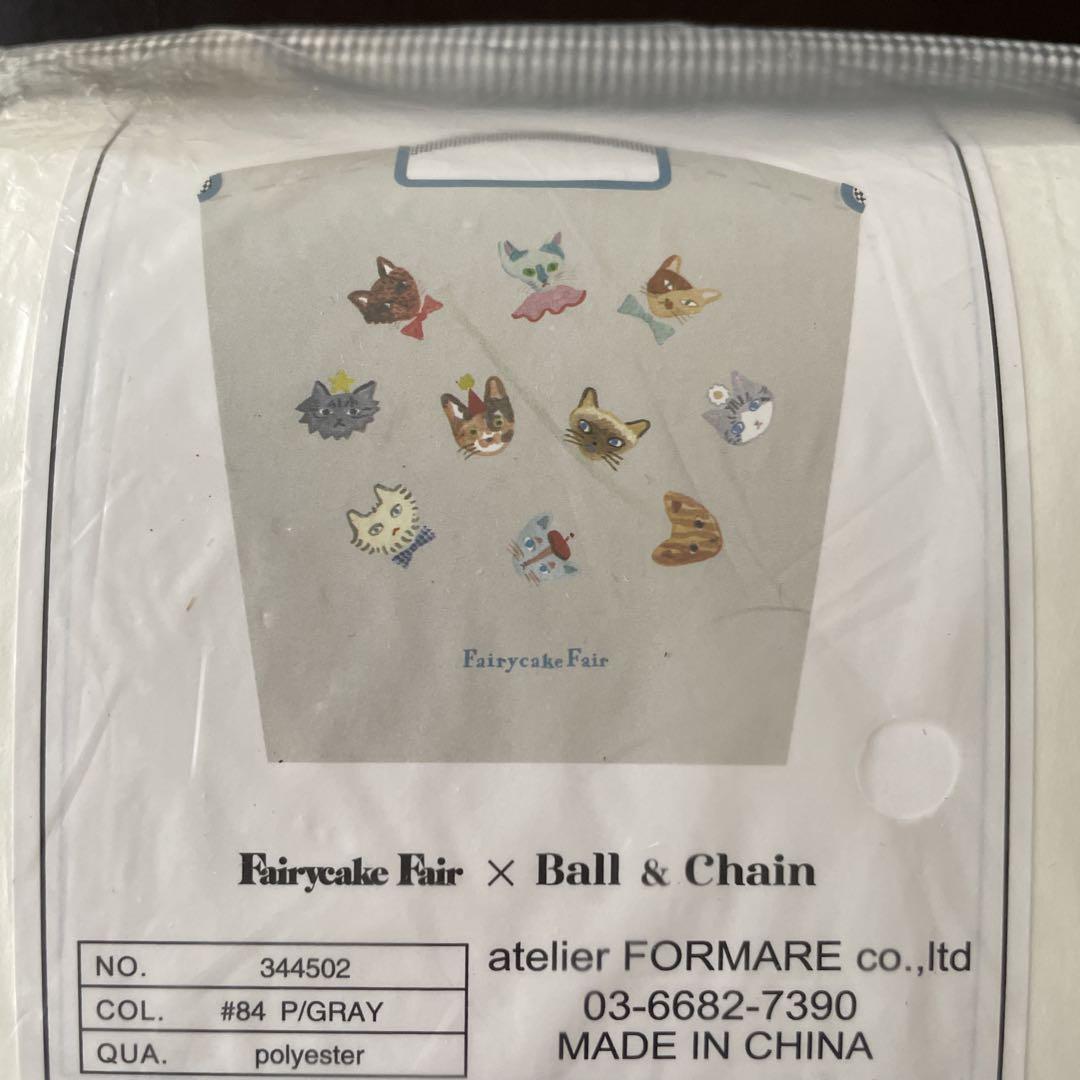 Fairycake Fair
Fairycake Fair × Ball & Chain
NO. 344502
COL. #84 P/GRAY
QUA. polyester
atelier FORMARE co.,ltd
03-6682-7390
MADE IN CHINA